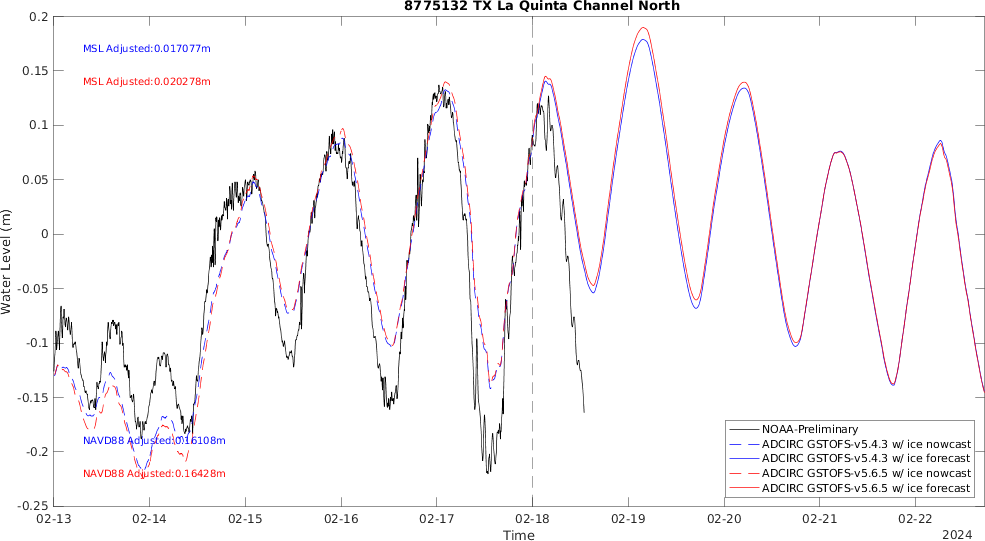 8775132 TX La Quinta Channel North
0.2
0.15
0.1
0.05
0
-0.05
-0.1
-0.15
-0.2
-0.25
Water Level (m)
MSL Adjusted:0.017077m
MSL Adjusted:0.020278m
NAVD88 Adjusted:0.16108m
NAVD88 Adjusted:0.16428m
NOAA-Preliminary
ADCIRC GSTOFS-v5.4.3 w/ ice nowcast
ADCIRC GSTOFS-v5.4.3 w/ ice forecast
ADCIRC GSTOFS-v5.6.5 w/ ice nowcast
ADCIRC GSTOFS-v5.6.5 w/ ice forecast
02-13 02-14 02-15 02-16 02-17 02-18 02-19 02-20 02-21 02-22
Time
2024